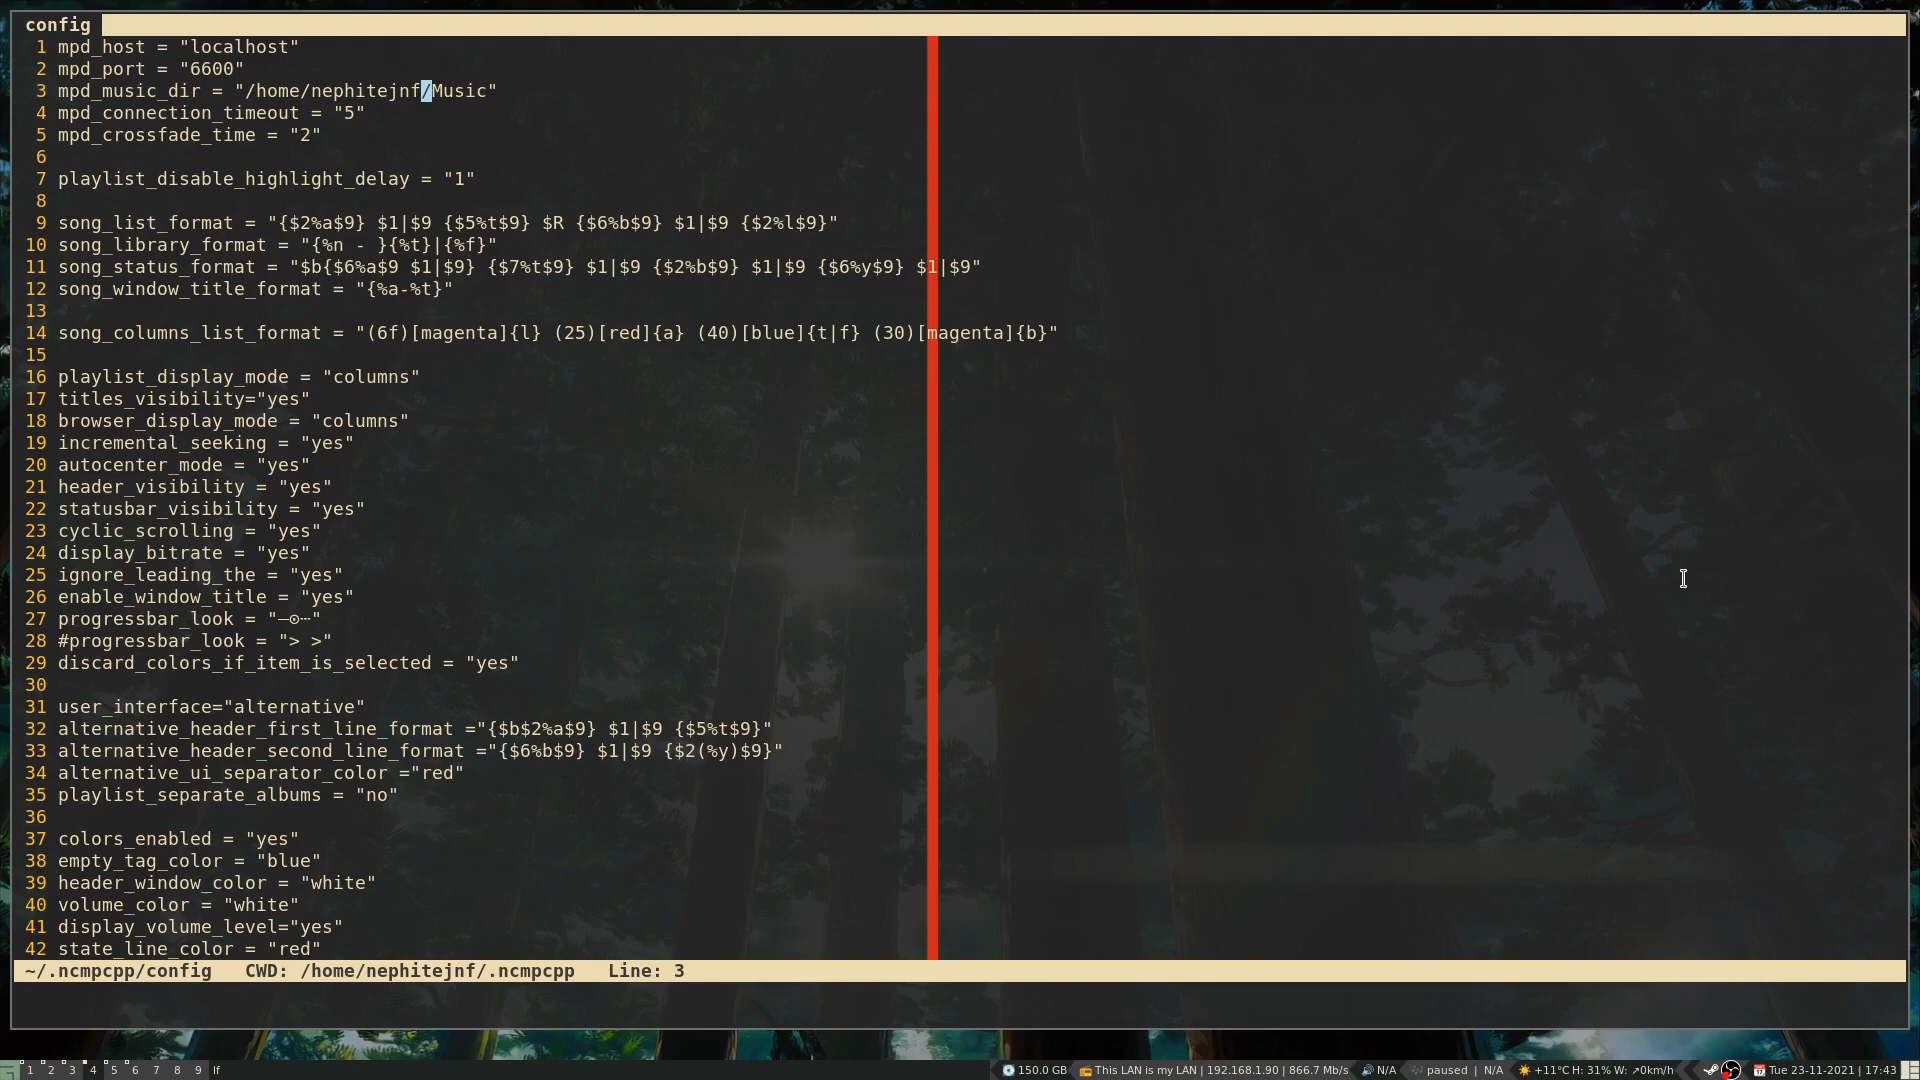 config
1 mpd_host = "localhost"
2 mpd_port = "6600"
3 mpd_music_dir = "/home/nephitejnf/Music"
4 mpd_connection_timeout = "5"
5 mpd_crossfade_time = "2"
6
7 playlist_disable_highlight_delay = "1"
8
9 song_list_format = "{$2%a$9} $1|$9 {$5%t$9} $R {$6%b$9} $1|$9 {$2%l$9}"
10 song_library_format = "{%n - }{%t}|{%f}"
11 song_status_format = "$b{$6%a$9 $1|$9} {$7%t$9} $1|$9 {$2%b$9} $1|$9 {$6%y$9} $1|$9"
12 song_window_title_format = "{%a-%t}"
13
14 song_columns_list_format = "(6f)[magenta]{l} (25)[red]{a} (40)[blue]{t|f} (30)[magenta]{b}"
15
16 playlist_display_mode = "columns"
17 titles_visibility="yes"
18 browser_display_mode = "columns"
19 incremental_seeking = "yes"
20 autocenter_mode = "yes"
21 header_visibility = "yes"
22 statusbar_visibility = "yes"
23 cyclic_scrolling = "yes"
24 display_bitrate = "yes"
25 ignore_leading_the = "yes"
26 enable_window_title = "yes"
27 progressbar_look = "─⊙┄"
28 #progressbar_look = "> >"
29 discard_colors_if_item_is_selected = "yes"
30
31 user_interface="alternative"
32 alternative_header_first_line_format ="{$b$2%a$9} $1|$9 {$5%t$9}"
33 alternative_header_second_line_format ="{$6%b$9} $1|$9 {$2(%y)$9}"
34 alternative_ui_separator_color ="red"
35 playlist_separate_albums = "no"
36
37 colors_enabled = "yes"
38 empty_tag_color = "blue"
39 header_window_color = "white"
40 volume_color = "white"
41 display_volume_level="yes"
42 state_line_color = "red"
~/.ncmpcpp/config CWD: /home/nephitejnf/.ncmpcpp Line: 3
1 2 3 4 5 6 7 8 9 lf 150.0 GB This LAN is my LAN | 192.168.1.90 | 866.7 Mb/s N/A paused | N/A +11°C H: 31% W: ↗0km/h Tue 23-11-2021 | 17:43